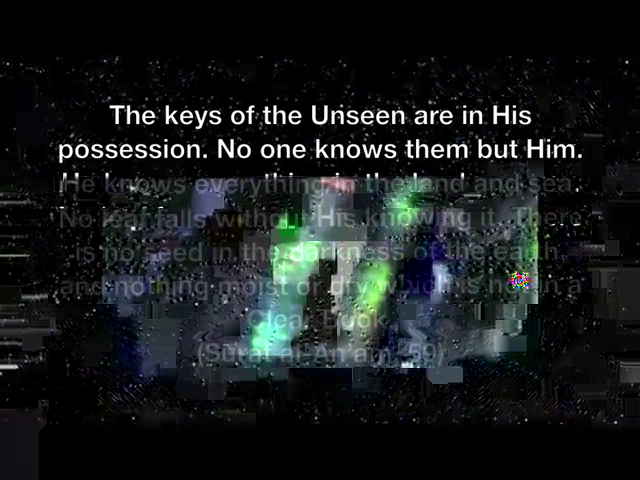 The keys of the Unseen are in His
possession. No one knows them but Him.
He knows everything in the land and sea.
No leaf falls without His knowing it. There
is no seed in the darkness of the earth,
and nothing moist or dry which is not in a
Clear Book.
(Surat al-An'am: 59)